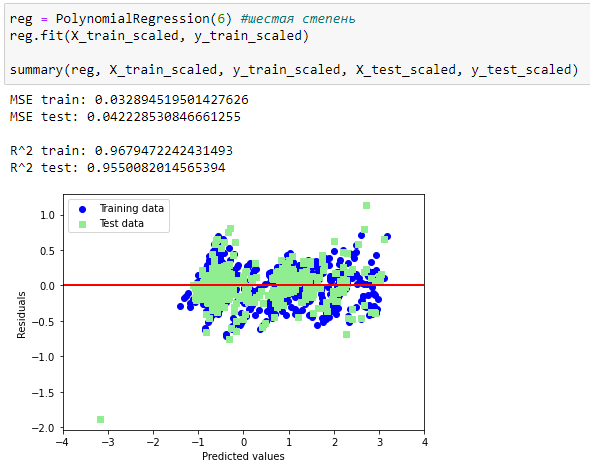 reg = PolynomialRegression(6) #шестая степень
reg.fit(X_train_scaled, y_train_scaled)
summary(reg, X_train_scaled, y_train_scaled, X_test_scaled, y_test_scaled)
MSE train: 0.032894519501427626
MSE test: 0.042228530846661255
R^2 train: 0.9679472242431493
R^2 test: 0.9550082014565394
Training data
Test data
1.0
0.5
0.0
−0.5
−1.0
−1.5
−2.0
Residuals
−4 −3 −2 −1 0 1 2 3 4
Predicted values